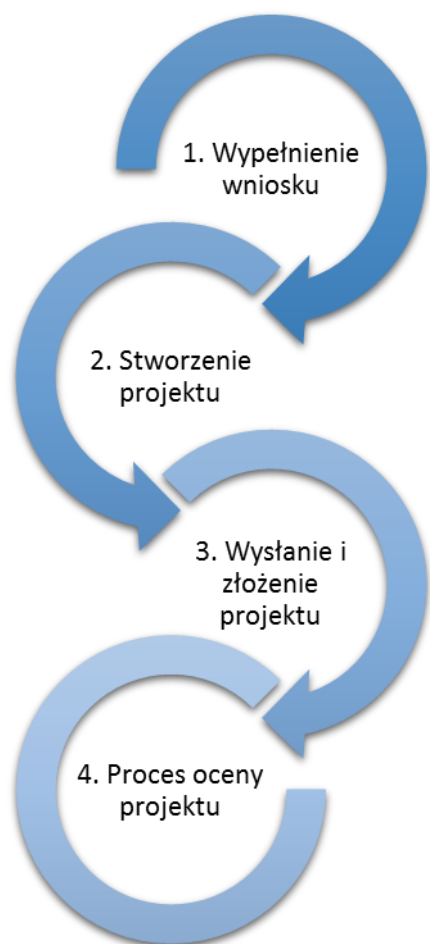 1. Wypełnienie
wniosku
2. Stworzenie
projektu
3. Wysłanie i
złożenie
projektu
4. Proces oceny
projektu